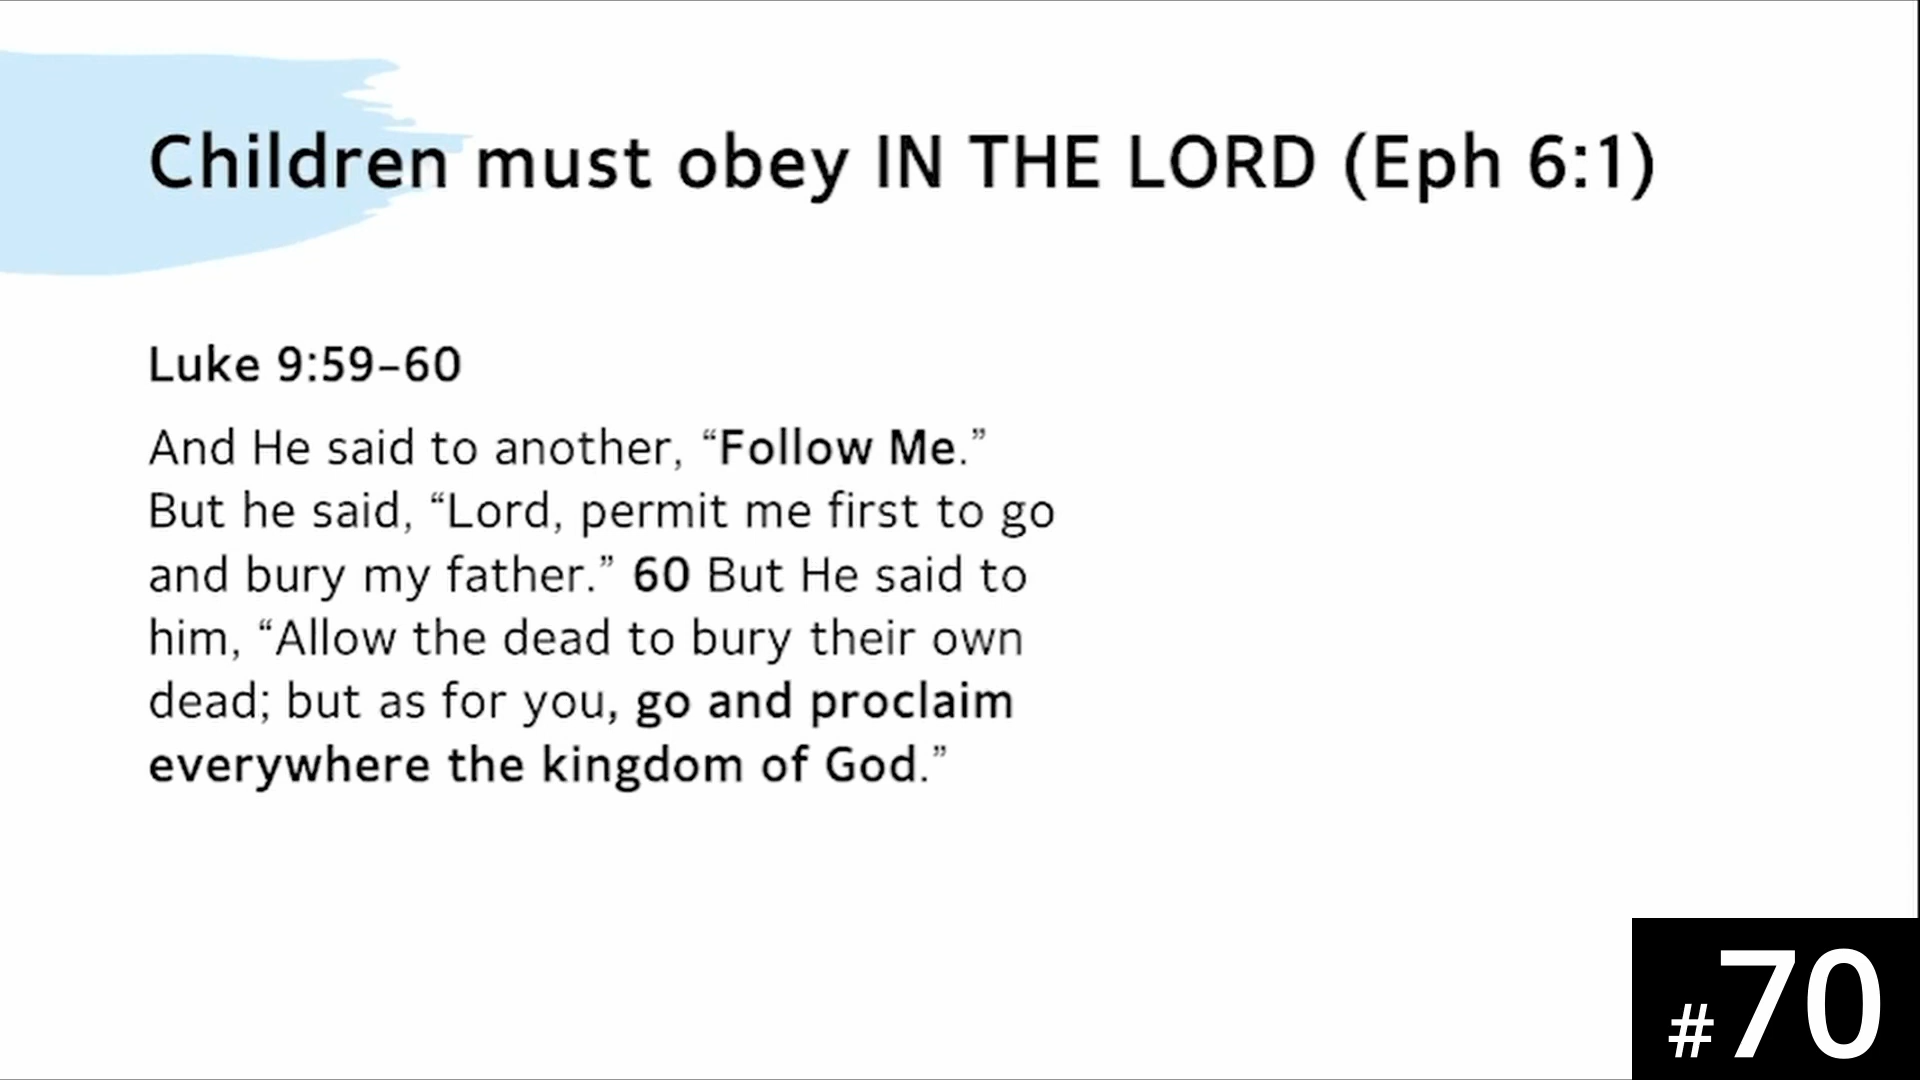 Children must obey IN THE LORD (Eph 6:1)
Luke 9:59–60
And He said to another, “Follow Me.”
But he said, “Lord, permit me first to go
and bury my father.” 60 But He said to
him, “Allow the dead to bury their own
dead; but as for you, go and proclaim
everywhere the kingdom of God.”
#70